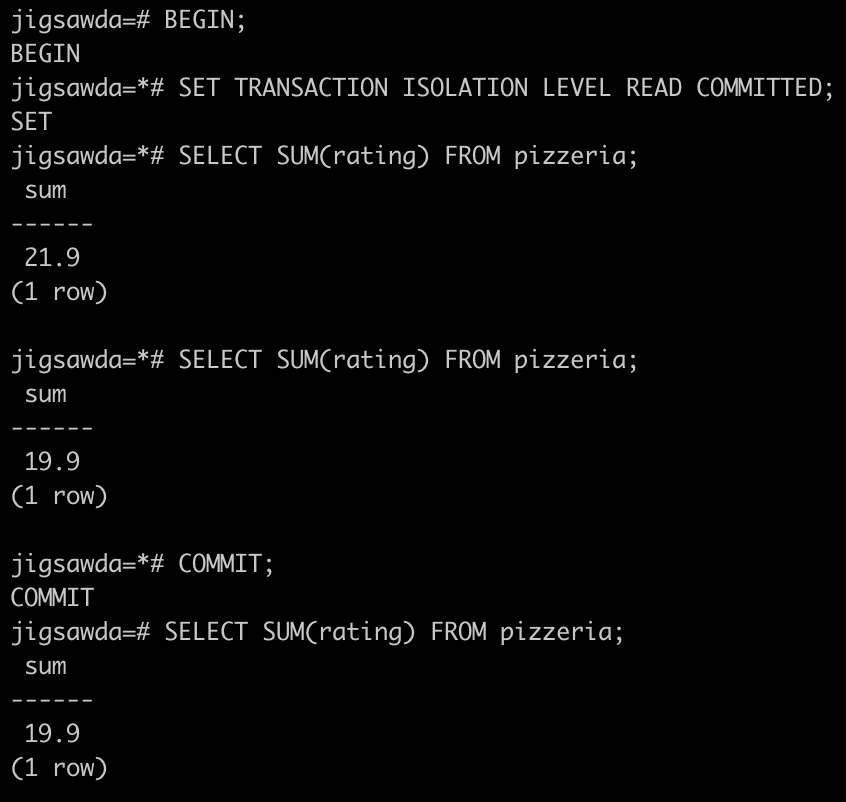 jigsawda=# BEGIN;
BEGIN
jigsawda=*# SET TRANSACTION ISOLATION LEVEL READ COMMITTED;
SET
jigsawda=*# SELECT SUM(rating) FROM pizzeria;
 sum
------
 21.9
(1 row)

jigsawda=*# SELECT SUM(rating) FROM pizzeria;
 sum
------
 19.9
(1 row)

jigsawda=*# COMMIT;
COMMIT
jigsawda=# SELECT SUM(rating) FROM pizzeria;
 sum
------
 19.9
(1 row)